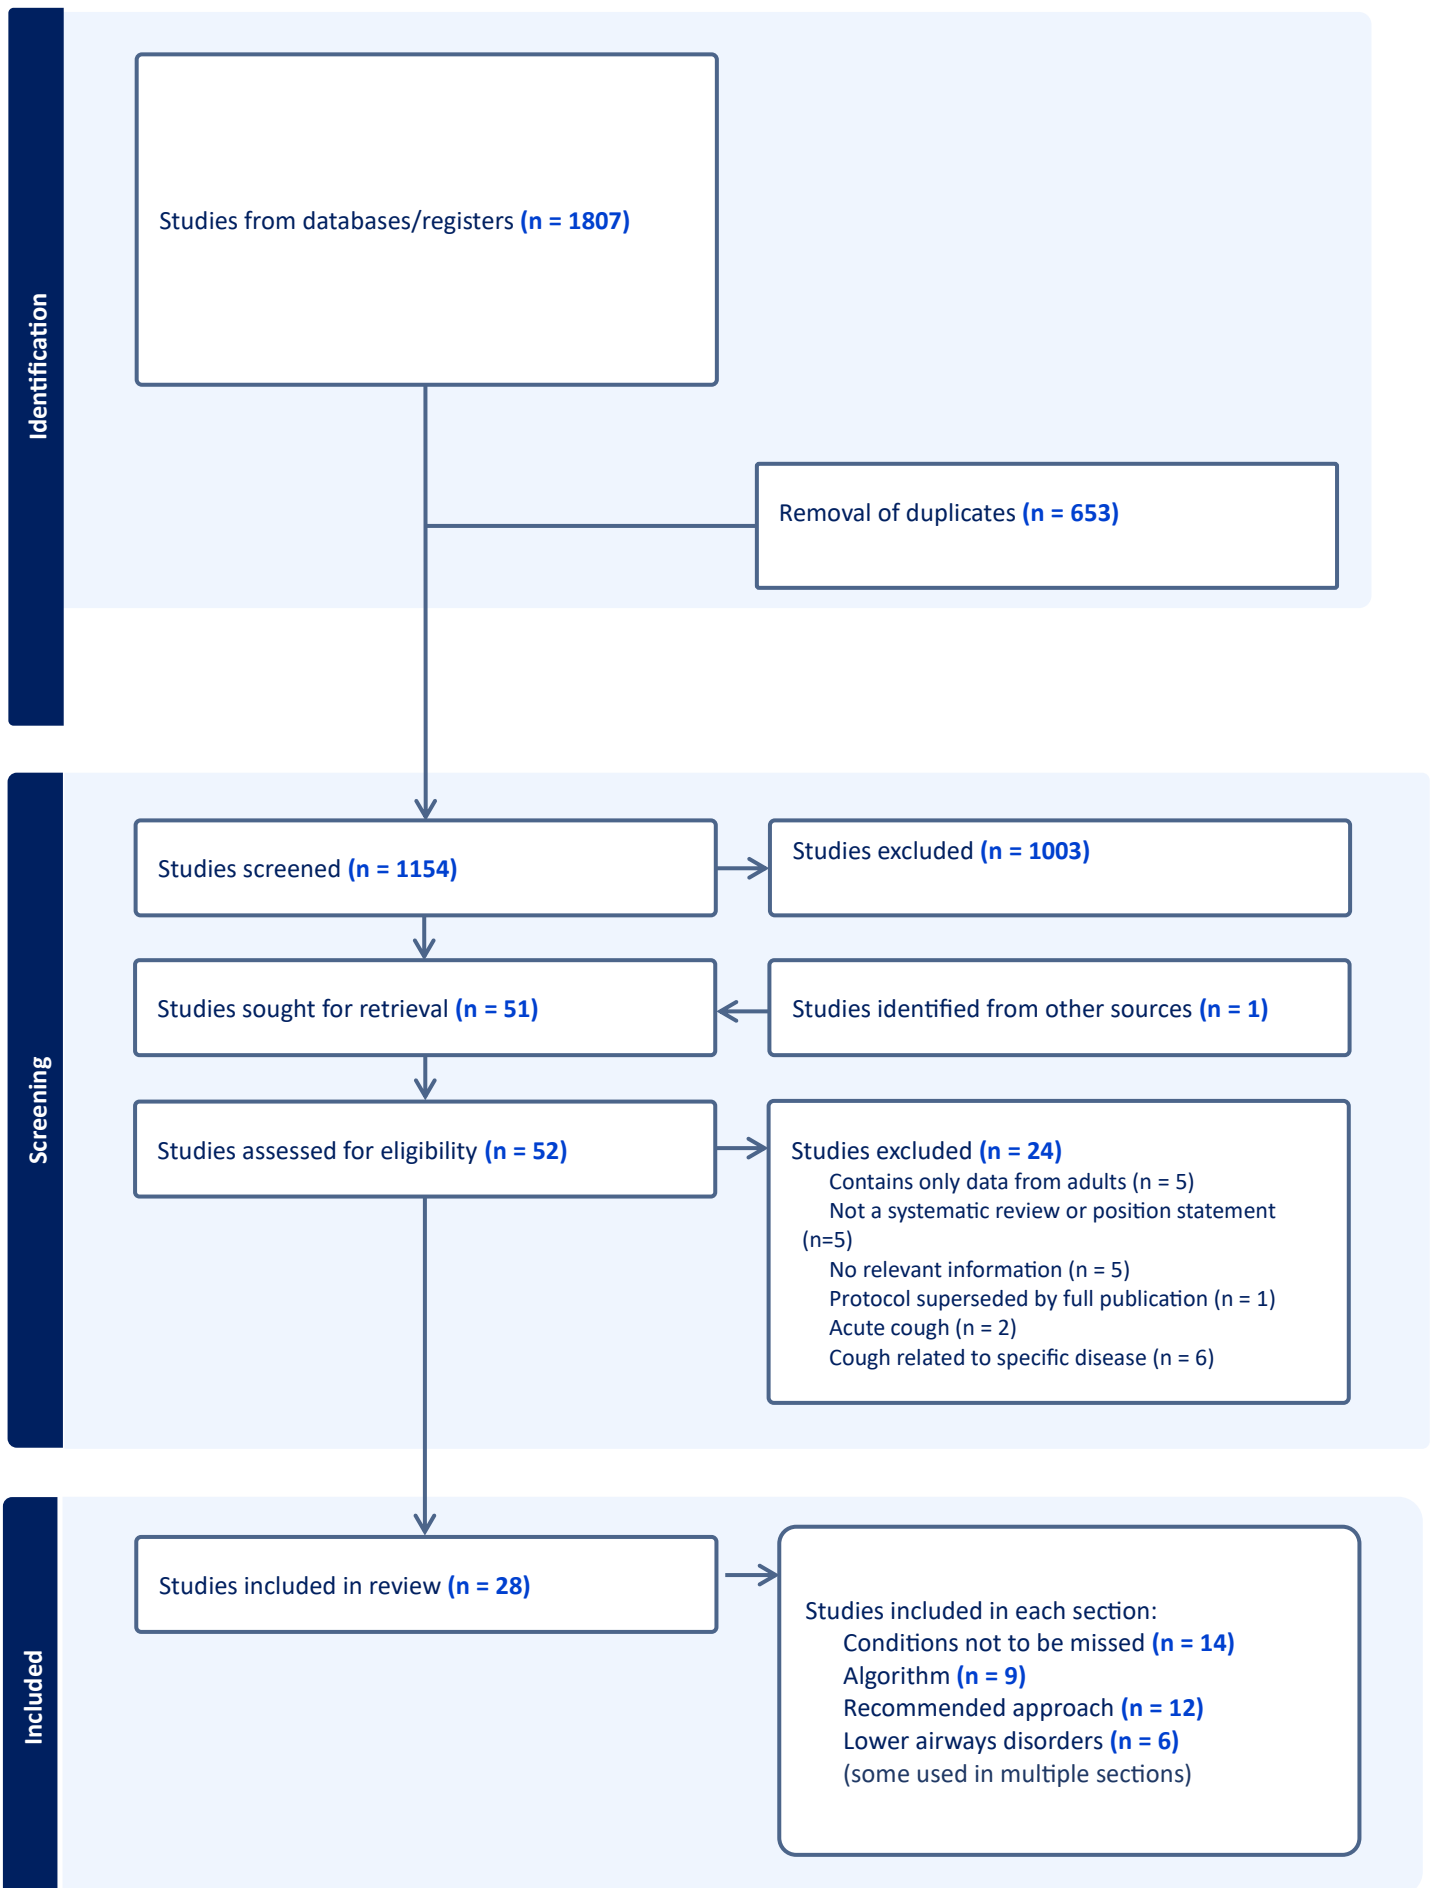 Identification
Studies from databases/registers (n = 1807)
Removal of duplicates (n = 653)
Screening
Studies screened (n = 1154)
Studies excluded (n = 1003)
Studies sought for retrieval (n = 51)
Studies identified from other sources (n = 1)
Studies assessed for eligibility (n = 52)
Studies excluded (n = 24)
Contains only data from adults (n = 5)
Not a systematic review or position statement
(n=5)
No relevant information (n = 5)
Protocol superseded by full publication (n = 1)
Acute cough (n = 2)
Cough related to specific disease (n = 6)
Included
Studies included in review (n = 28)
Studies included in each section:
Conditions not to be missed (n = 14)
Algorithm (n = 9)
Recommended approach (n = 12)
Lower airways disorders (n = 6)
(some used in multiple sections)